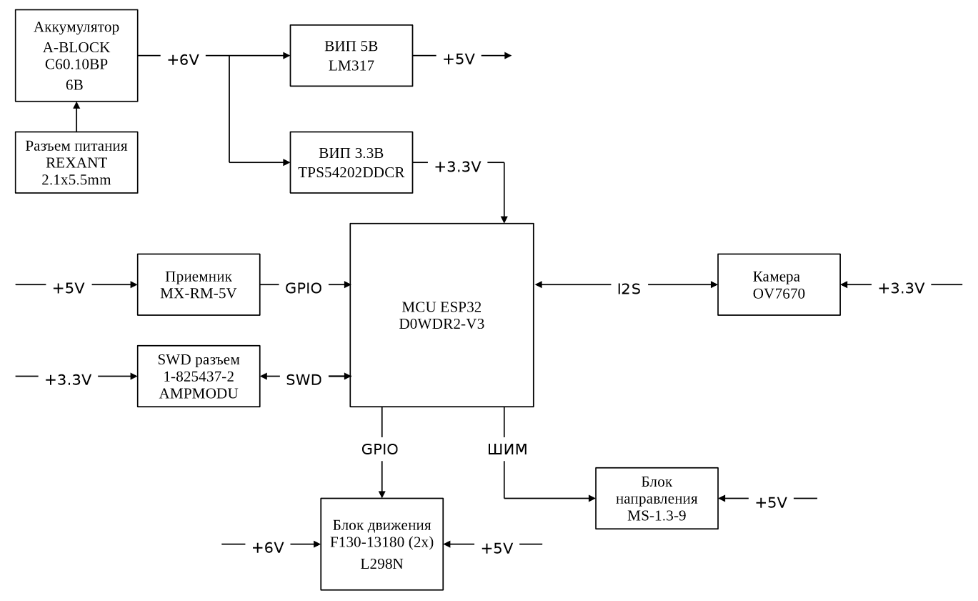 Аккумулятор
A-BLOCK
C60.10BP
6В
+6V
ВИП 5В
LM317
+5V
Разъем питания
REXANT
2.1x5.5mm
ВИП 3.3В
TPS54202DDCR
+3.3V
+5V
Приемник
MX-RM-5V
GPIO
MCU ESP32
D0WDR2-V3
I2S
Камера
OV7670
+3.3V
+3.3V
SWD разъем
1-825437-2
AMPMODU
SWD
GPIO
ШИМ
Блок
направления
MS-1.3-9
+5V
+6V
Блок движения
F130-13180 (2x)
L298N
+5V